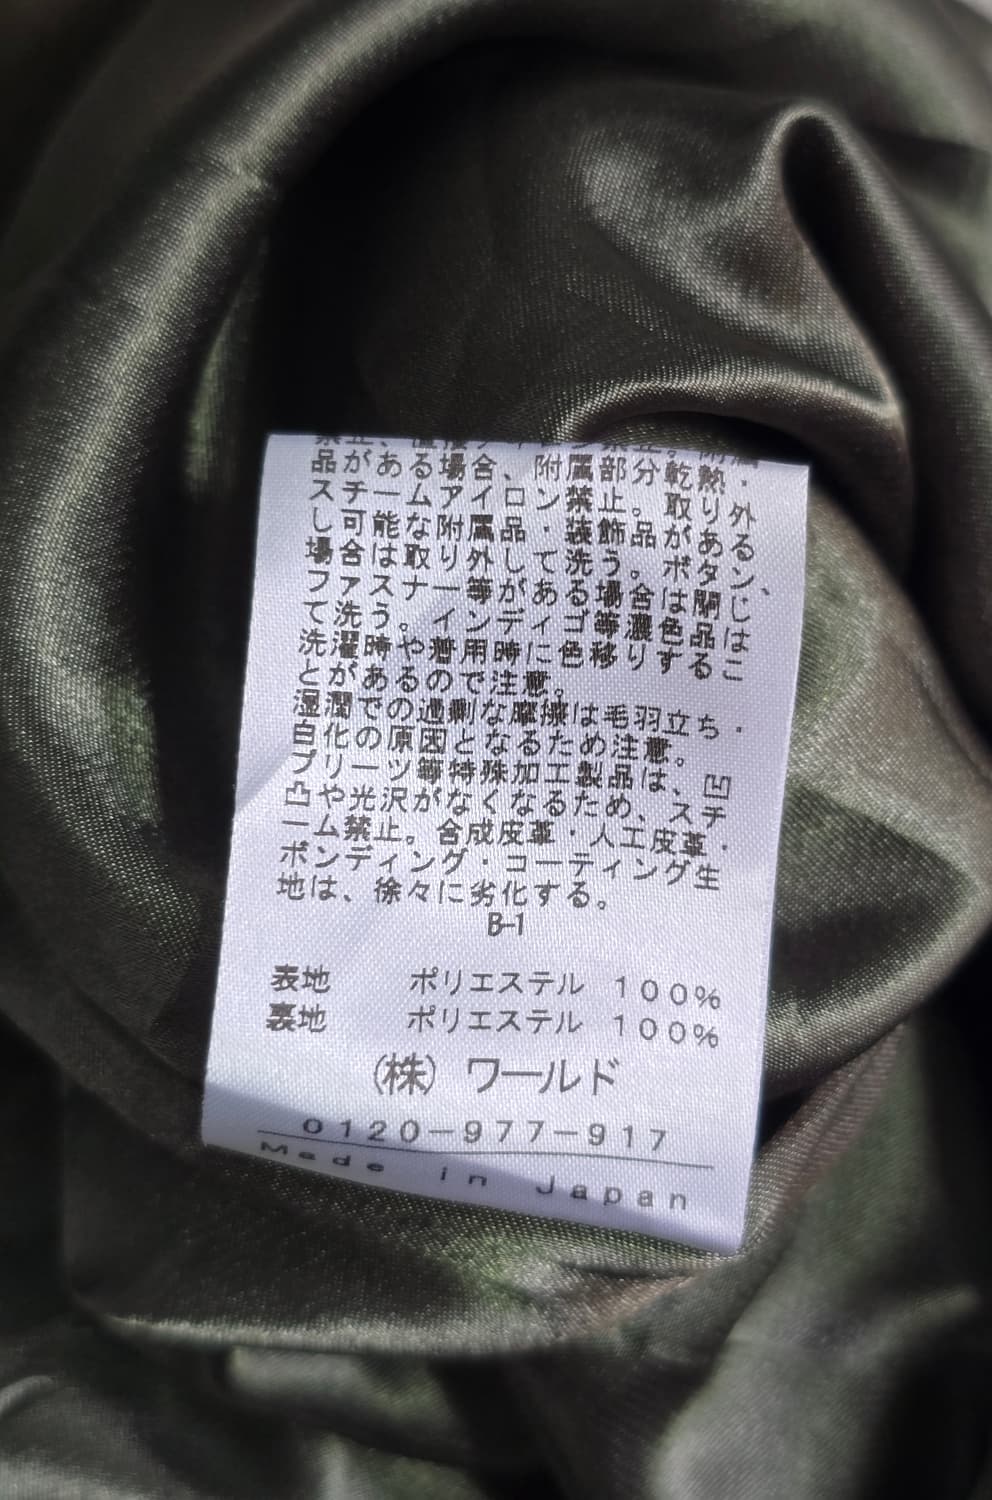 品がある場合、附属部分乾熱・
スチームアイロン禁止。取り外
し可能な附属品・装飾品がある
場合は取り外して洗う。ボタン、
ファスナー等がある場合は閉じ
て洗う。インディゴ等濃色品は
洗濯時や着用時に色移りするこ
とがあるので注意。
湿潤での過剰な摩擦は毛羽立ち・
白化の原因となるため注意。
プリーツ等特殊加工製品は、凹
凸や光沢がなくなるため、スチ
ーム禁止。合成皮革・人工皮革・
ボンディング・コーティング生
地は、徐々に劣化する。
B-1
表地 ポリエステル 100%
裏地 ポリエステル 100%
(株) ワールド
0120-977-917
Made in Japan